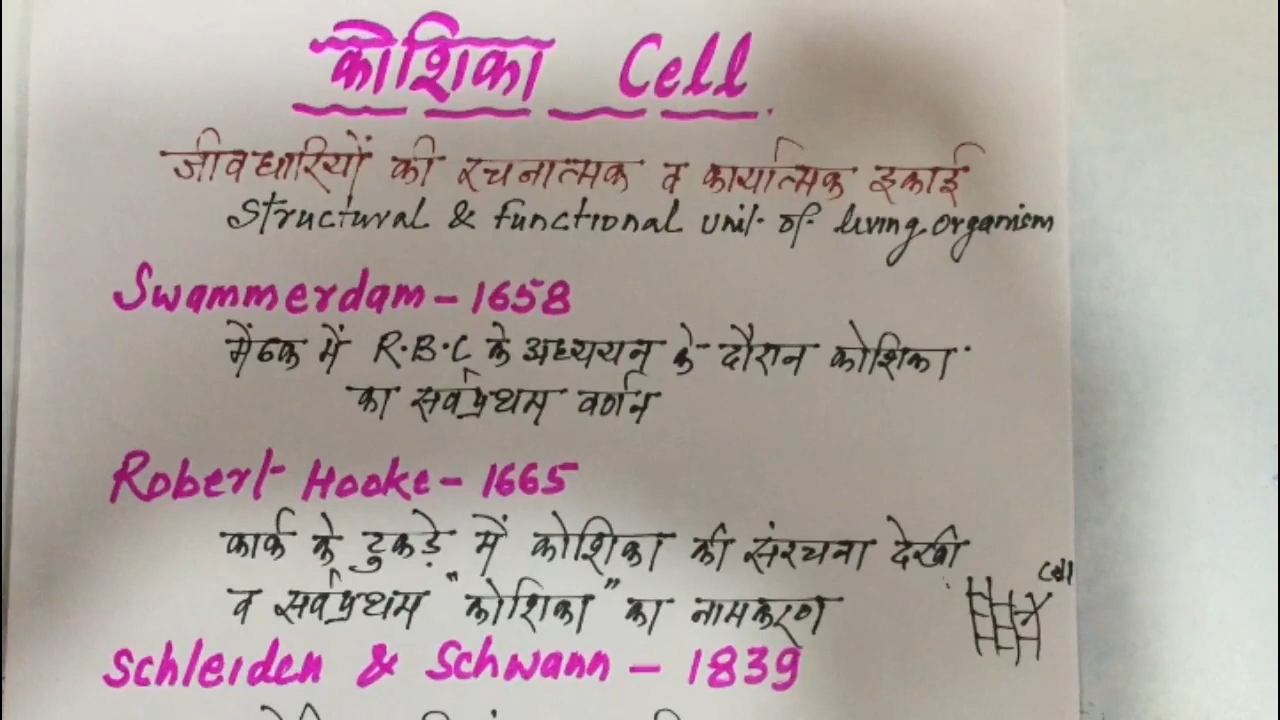 कोशिका Cell
जीवधारियों की रचनात्मक व कार्यात्मक इकाई
Structural & functional unit of living organism
Swammerdam - 1658
मेंढक में R.B.C के अध्ययन के दौरान कोशिका
का सर्वप्रथम वर्णन
Robert Hooke - 1665
कार्क के टुकड़े में कोशिका की संरचना देखी
व सर्वप्रथम "कोशिका" का नामकरण
Cell
Schleiden & Schwann - 1839